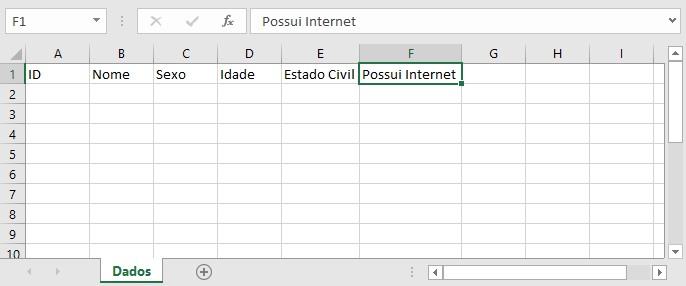 F1 fx Possui Internet
A B C D E F G H I
1 ID Nome Sexo Idade Estado Civil Possui Internet
2
3
4
5
6
7
8
9
10
Dados